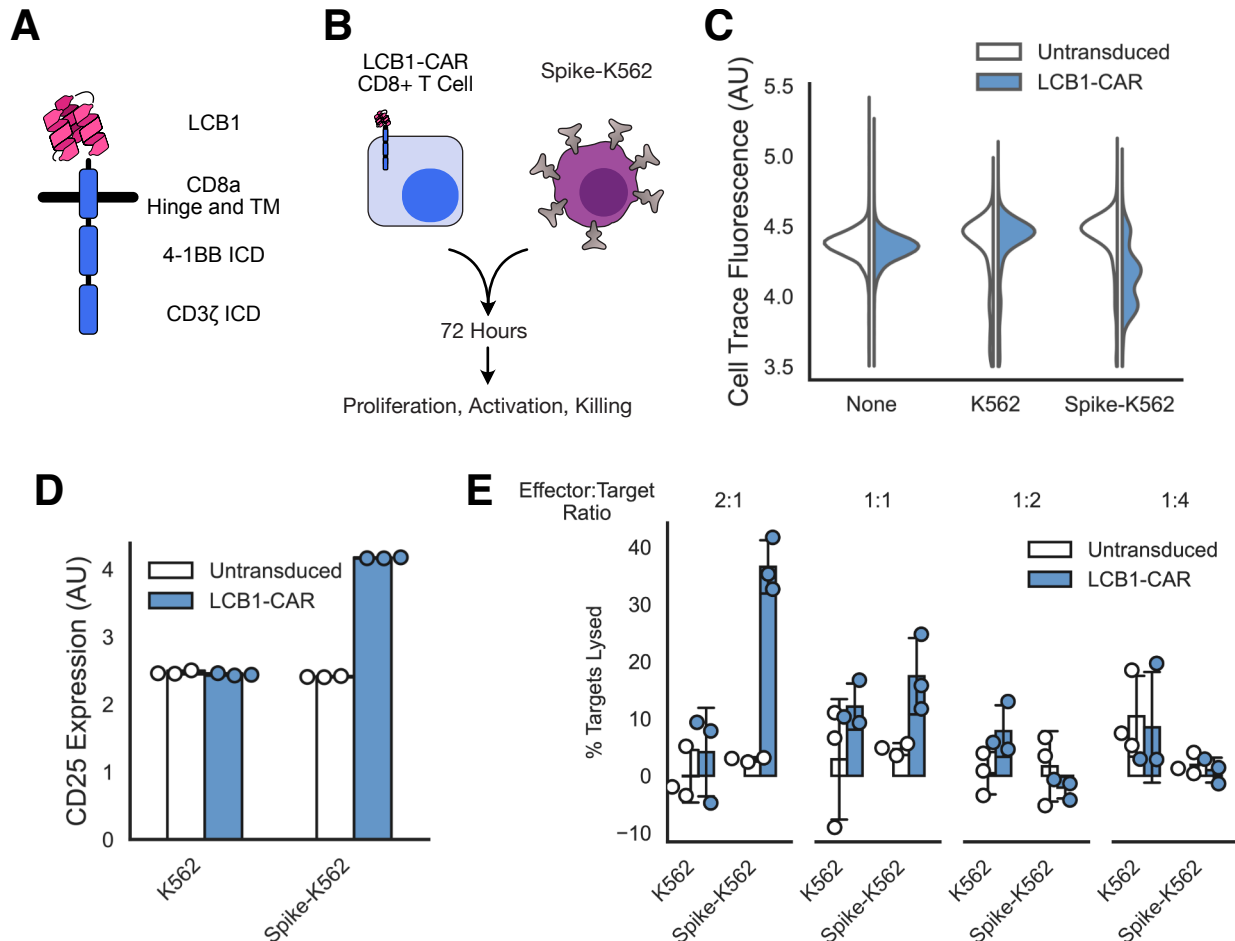 A
LCB1
CD8a
Hinge and TM
4-1BB ICD
CD3ζ ICD
B
LCB1-CAR
CD8+ T Cell
Spike-K562
72 Hours
Proliferation, Activation, Killing
C
Untransduced
LCB1-CAR
Cell Trace Fluorescence (AU)
5.5
5.0
4.5
4.0
3.5
None
K562
Spike-K562
D
Untransduced
LCB1-CAR
CD25 Expression (AU)
4
3
2
1
0
K562
Spike-K562
E
Effector:Target
Ratio
2:1
1:1
1:2
1:4
Untransduced
LCB1-CAR
% Targets Lysed
40
30
20
10
0
−10
K562
Spike-K562
K562
Spike-K562
K562
Spike-K562
K562
Spike-K562